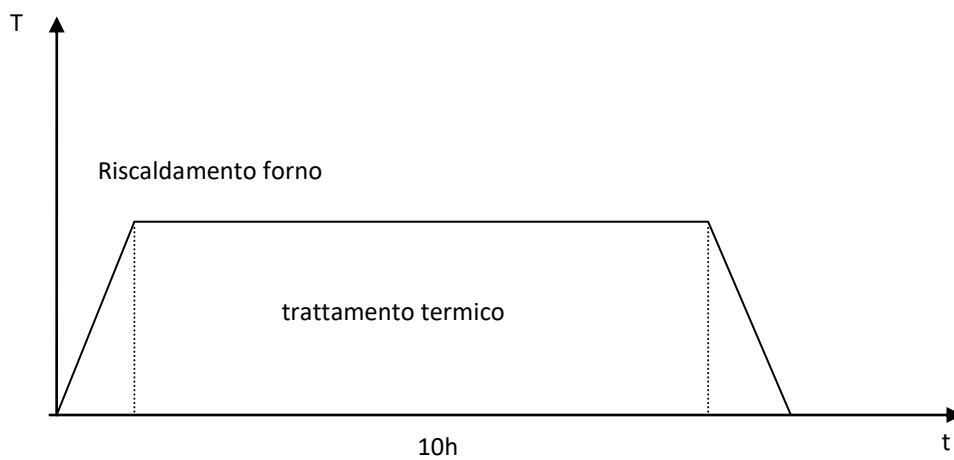 T
Riscaldamento forno
trattamento termico
10h
t